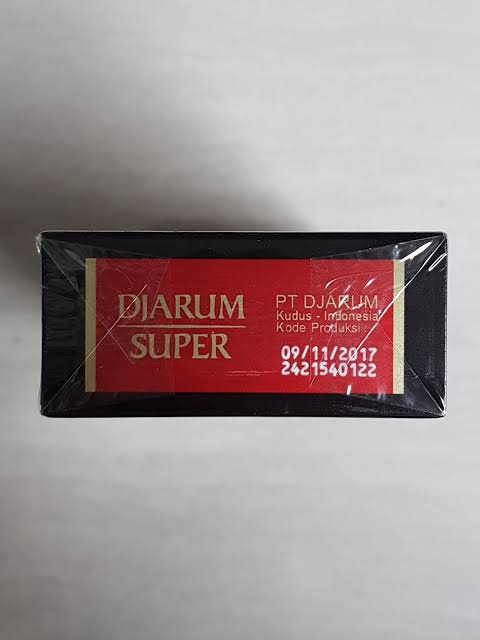 DJARUM
SUPER
PT DJARUM
Kudus - Indonesia
Kode Produksi :
09/11/2017
2421540122